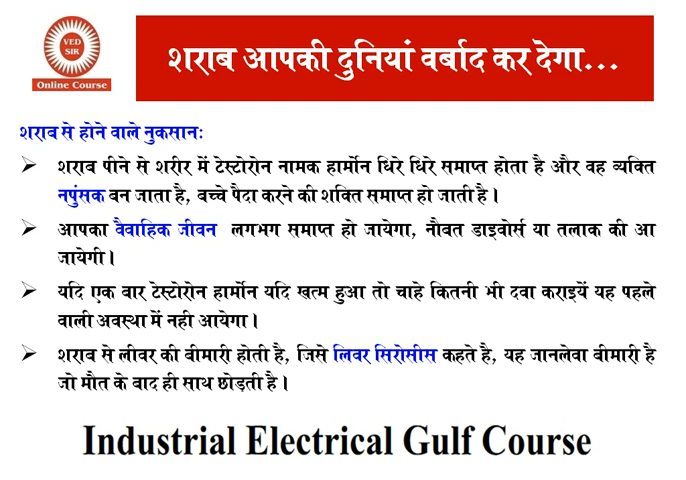 VED
SIR
Online Course
शराब आपकी दुनियां वर्बाद कर देगा...
शराब से होने वाले नुकसानः
➢ शराब पीने से शरीर में टेस्टोरोन नामक हार्मोन धिरे धिरे समाप्त होता है और वह व्यक्ति
नपुंसक बन जाता है, बच्चे पैदा करने की शक्ति समाप्त हो जाती है।
➢ आपका वैवाहिक जीवन लगभग समाप्त हो जायेगा, नौबत डाइवोर्स या तलाक की आ
जायेगी।
➢ यदि एक बार टेस्टोरोन हार्मोन यदि खत्म हुआ तो चाहे कितनी भी दवा कराइयें यह पहले
वाली अवस्था में नही आयेगा।
➢ शराब से लीवर की बीमारी होती है, जिसे लिवर सिरोसीस कहते है, यह जानलेवा बीमारी है
जो मौत के बाद ही साथ छोड़ती है।
Industrial Electrical Gulf Course